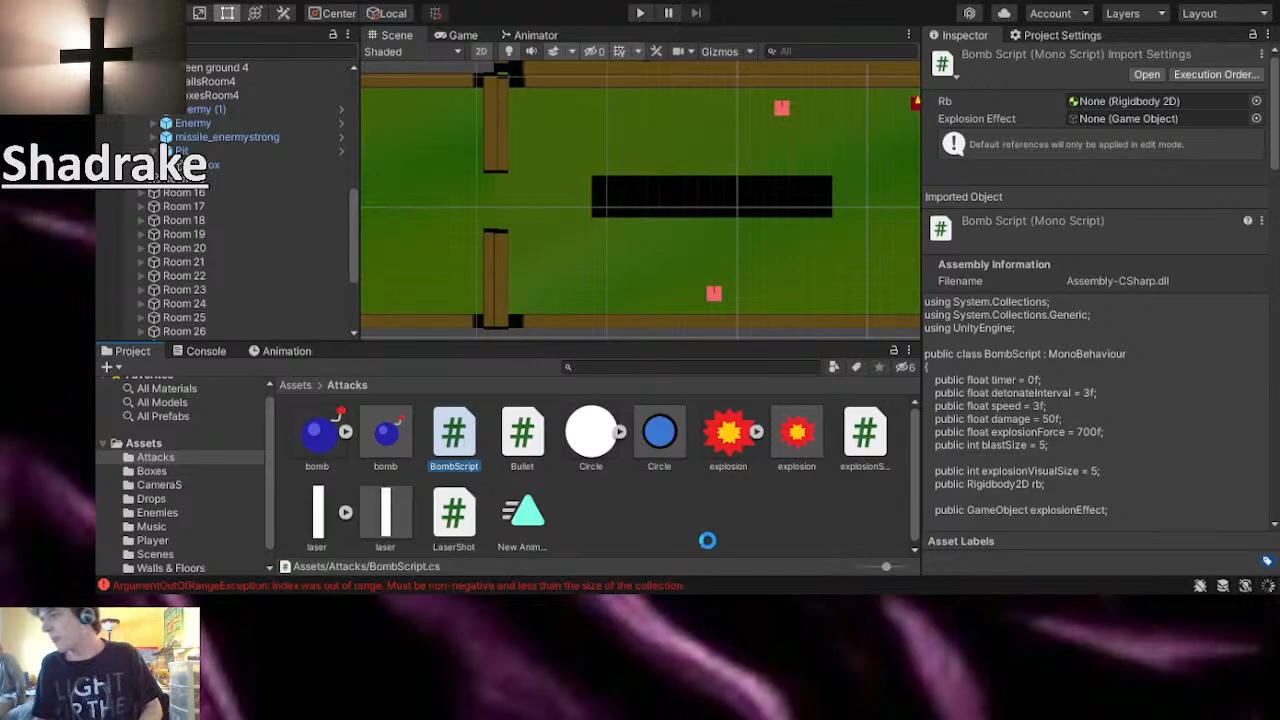 Center
Local
Account
Layers
Layout
Scene
Game
Animator
Inspector
Project Settings
Shaded
2D
0
Gizmos
All
Bomb Script (Mono Script) Import Settings
Open
Execution Order...
Rb
None (Rigidbody 2D)
Explosion Effect
None (Game Object)
Default references will only be applied in edit mode.
Imported Object
Bomb Script (Mono Script)
Assembly Information
Filename
Assembly-CSharp.dll
using System.Collections;
using System.Collections.Generic;
using UnityEngine;
public class BombScript : MonoBehaviour
{
public float timer = 0f;
public float detonateInterval = 3f;
public float speed = 3f;
public float damage = 50f;
public float explosionForce = 700f;
public int blastSize = 5;
public int explosionVisualSize = 5;
public Rigidbody2D rb;
public GameObject explosionEffect;
Asset Labels
een ground 4
allsRoom4
oxesRoom4
nemy (1)
Enemy
missile_enemystrong
Pit
ox
Shadrake
Room 16
Room 17
Room 18
Room 19
Room 20
Room 21
Room 22
Room 23
Room 24
Room 25
Room 26
Project
Console
Animation
6
Favorites
All Materials
All Models
All Prefabs
Assets
Attacks
Boxes
CameraS
Drops
Enemies
Music
Player
Scenes
Walls & Floors
Assets > Attacks
bomb
bomb
BombScript
Bullet
Circle
Circle
explosion
explosion
explosionS...
laser
laser
LaserShot
New Anim...
Assets/Attacks/BombScript.cs
ArgumentOutOfRangeException: Index was out of range. Must be non-negative and less than the size of the collection.
LIGHT